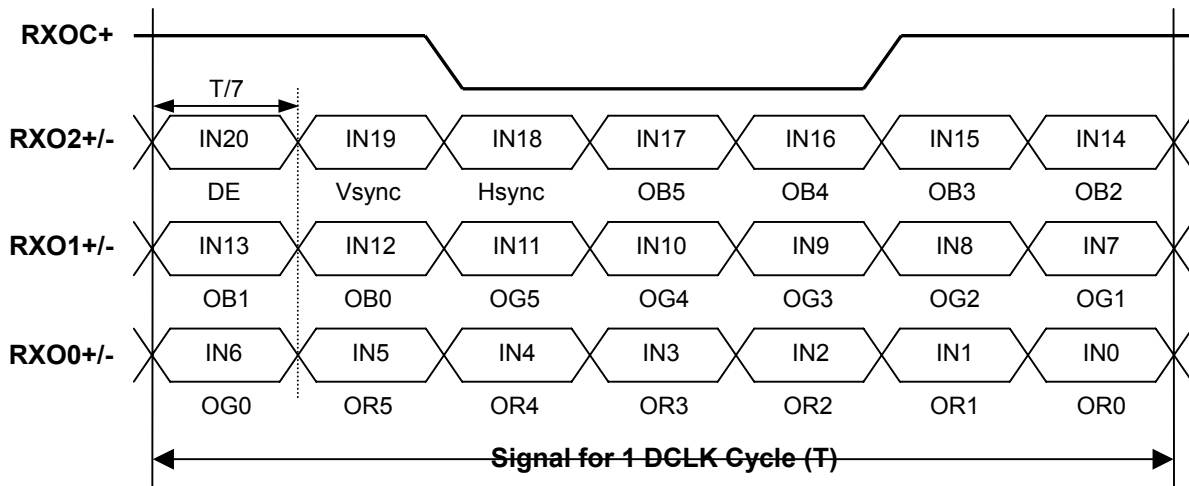 RXOC+
T/7
RXO2+/- IN20 IN19 IN18 IN17 IN16 IN15 IN14
DE Vsync Hsync OB5 OB4 OB3 OB2
RXO1+/- IN13 IN12 IN11 IN10 IN9 IN8 IN7
OB1 OB0 OG5 OG4 OG3 OG2 OG1
RXO0+/- IN6 IN5 IN4 IN3 IN2 IN1 IN0
OG0 OR5 OR4 OR3 OR2 OR1 OR0
Signal for 1 DCLK Cycle (T)